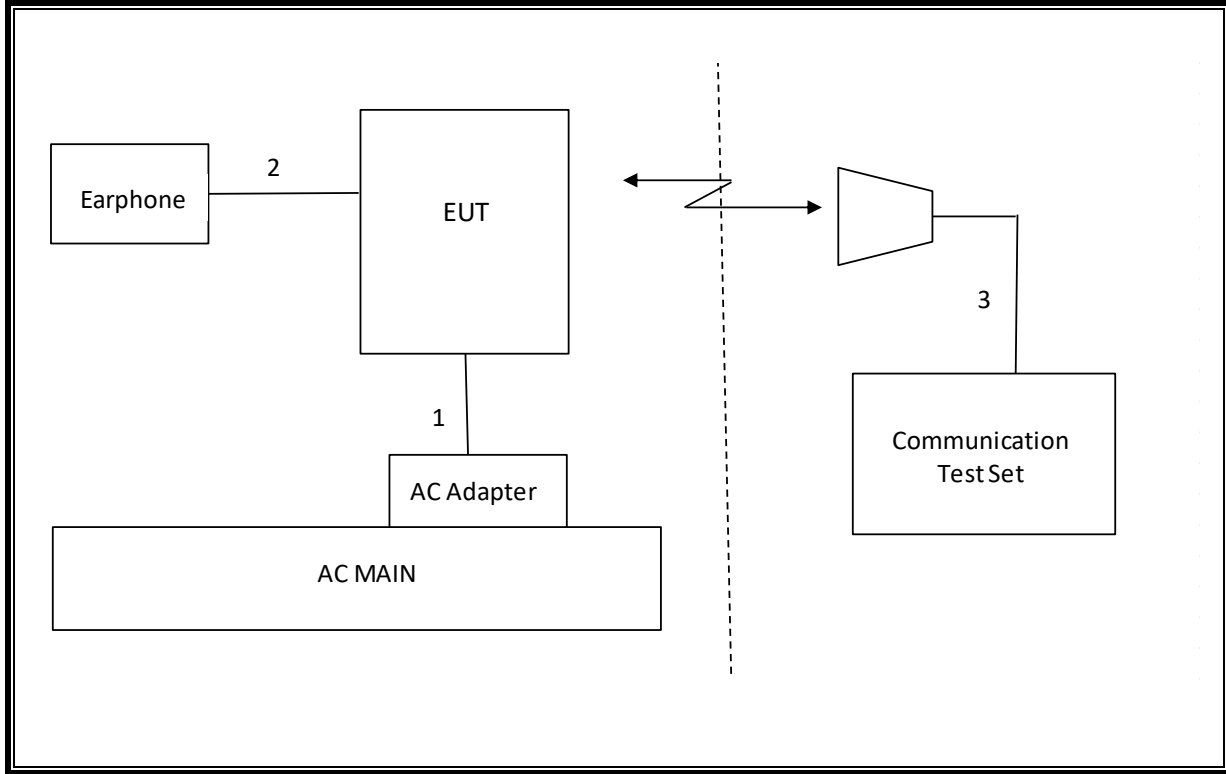 2
Earphone
EUT
3
1
Communication
Test Set
AC Adapter
AC MAIN